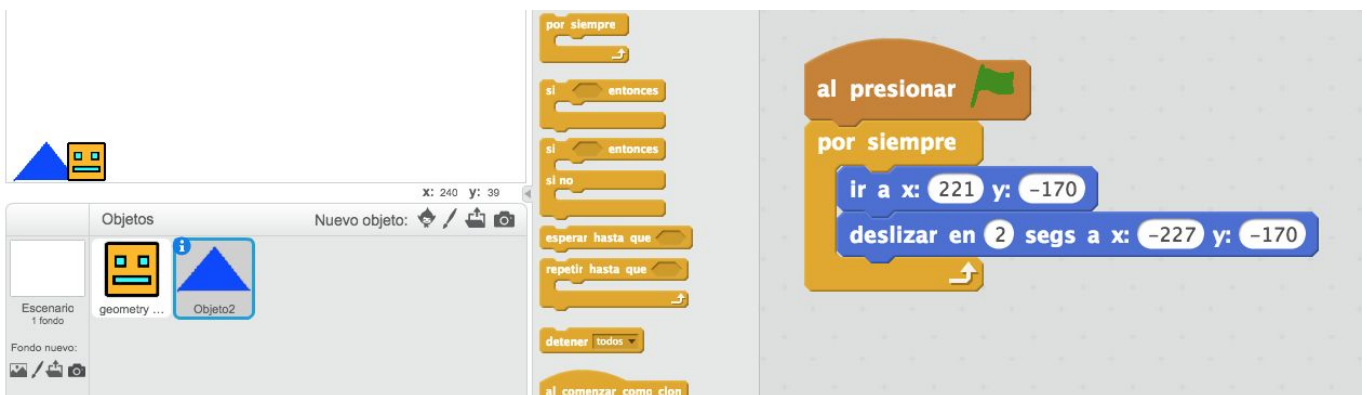 x: 240 y: 39
Objetos
Nuevo objeto:
Escenario
1 fondo
Fondo nuevo:
geometry ...
i
Objeto2
por siempre
si entonces
si entonces
si no
esperar hasta que
repetir hasta que
detener todos
al comenzar como clon
al presionar
por siempre
ir a x: 221 y: -170
deslizar en 2 segs a x: -227 y: -170